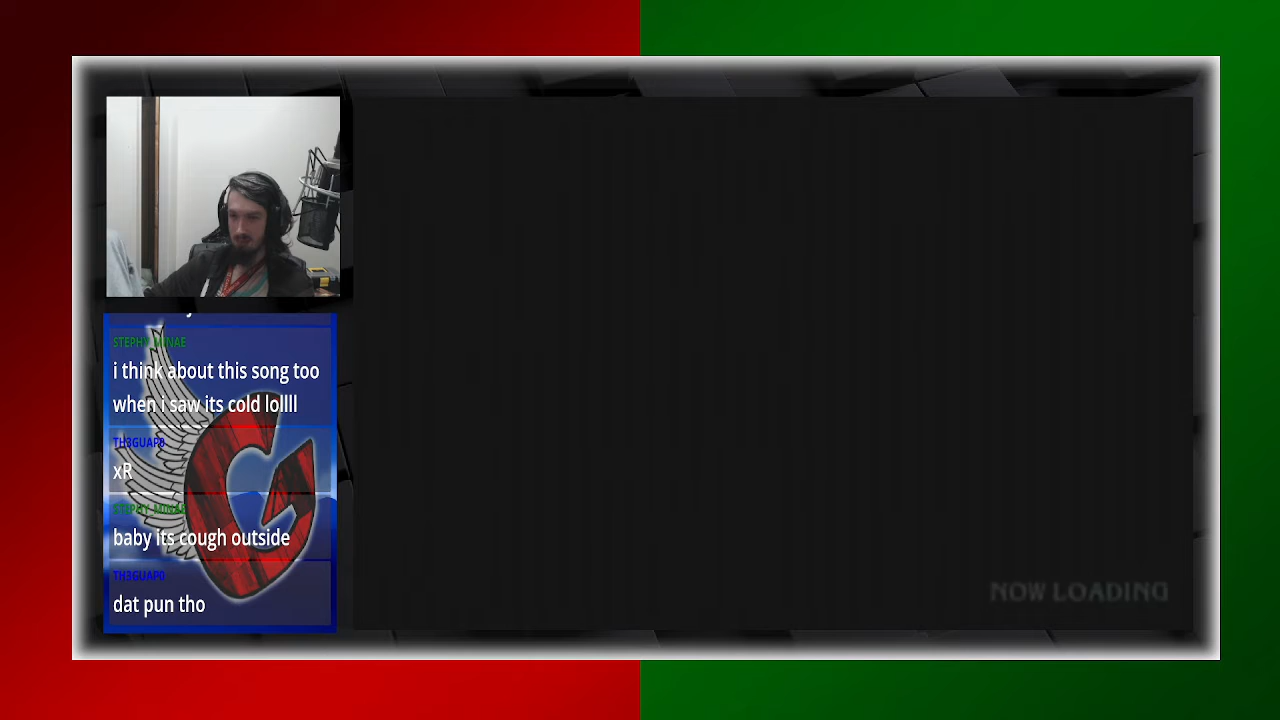 STEPHY_MINAE
i think about this song too
when i saw its cold lollll
TH3GUAP0
xR
STEPHY_MINAE
baby its cough outside
TH3GUAP0
dat pun tho
NOW LOADING